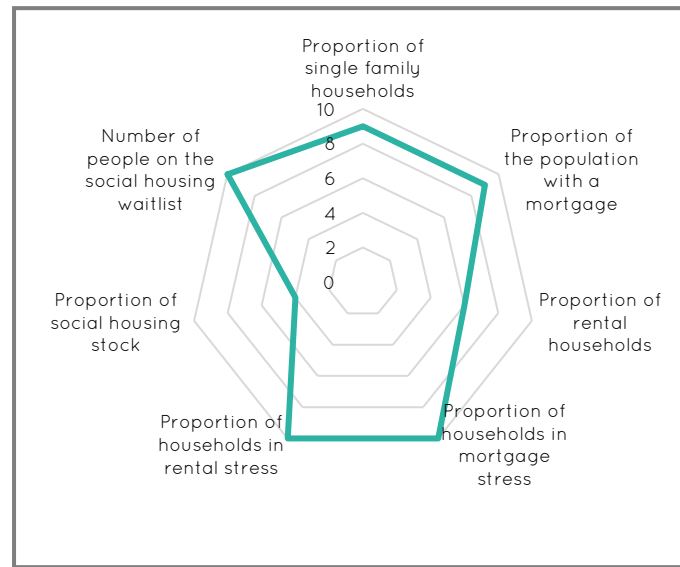 Proportion of
single family
households
10
8
6
4
2
0
Number of
people on the
social housing
waitlist
Proportion of
the population
with a
mortgage
Proportion of
social housing
stock
Proportion of
rental
households
Proportion of
households in
rental stress
Proportion of
households in
mortgage
stress